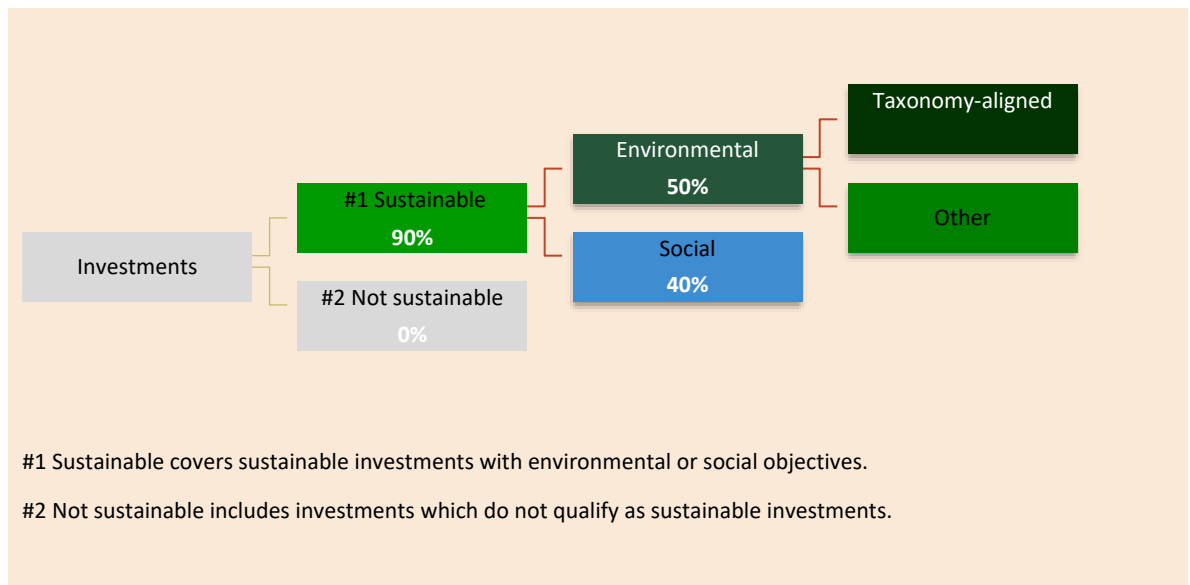 Investments
#1 Sustainable
90%
#2 Not sustainable
0%
Environmental
50%
Social
40%
Taxonomy-aligned
Other
#1 Sustainable covers sustainable investments with environmental or social objectives.
#2 Not sustainable includes investments which do not qualify as sustainable investments.